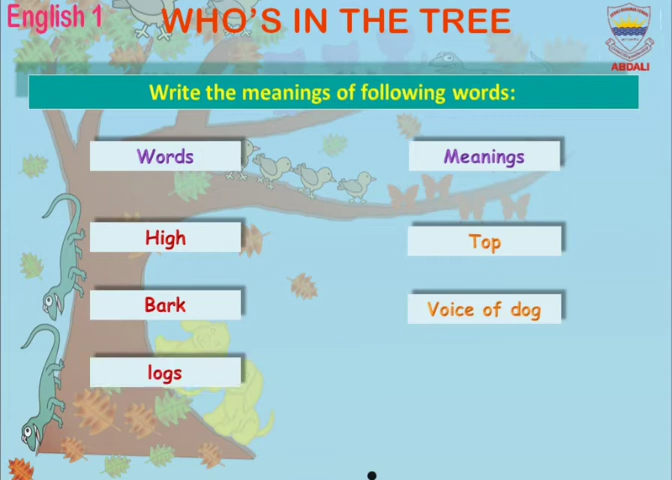 English 1
WHO'S IN THE TREE
ABDALI
Write the meanings of following words:
Words Meanings
High Top
Bark Voice of dog
logs